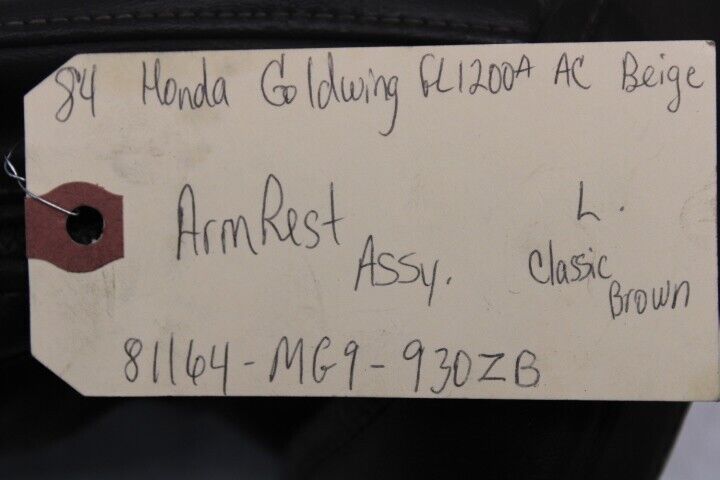 84 Honda Goldwing GL1200A AC Beige
ArmRest L.
Assy. Classic
Brown
81164-MG9-930ZB